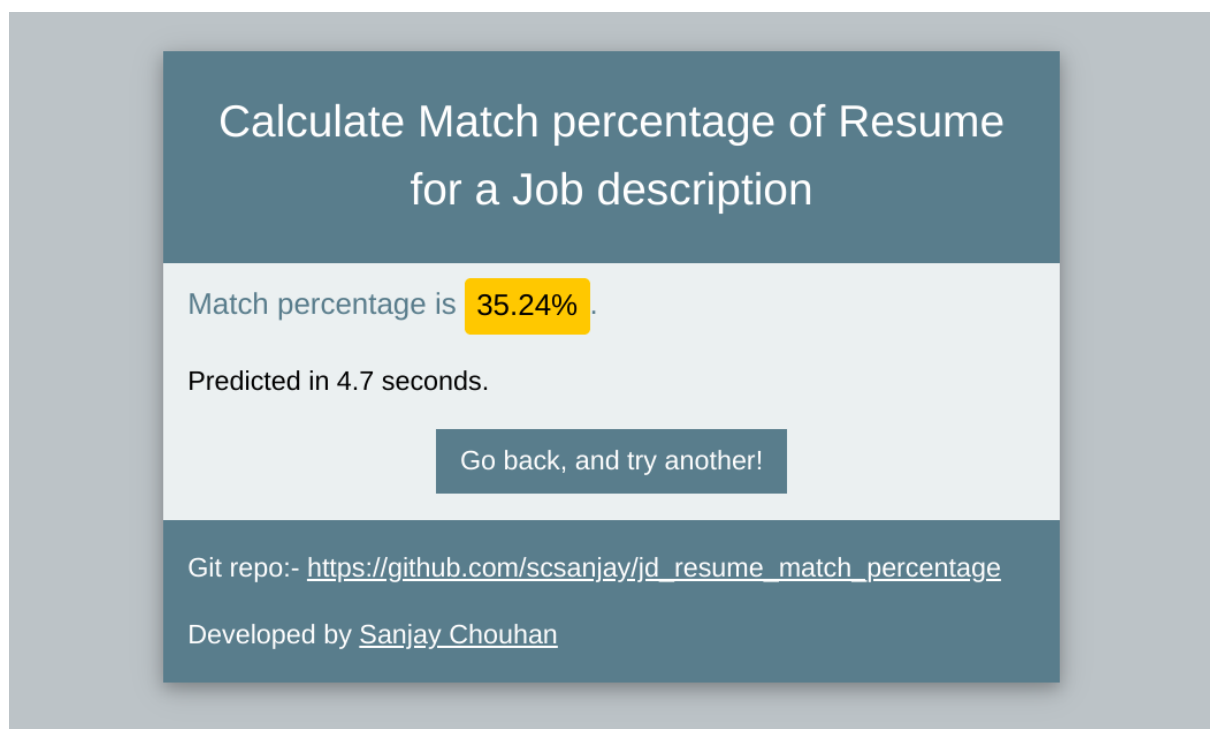 Calculate Match percentage of Resume
for a Job description
Match percentage is 35.24%.
Predicted in 4.7 seconds.
Go back, and try another!
Git repo:- https://github.com/scsanjay/jd_resume_match_percentage
Developed by Sanjay Chouhan